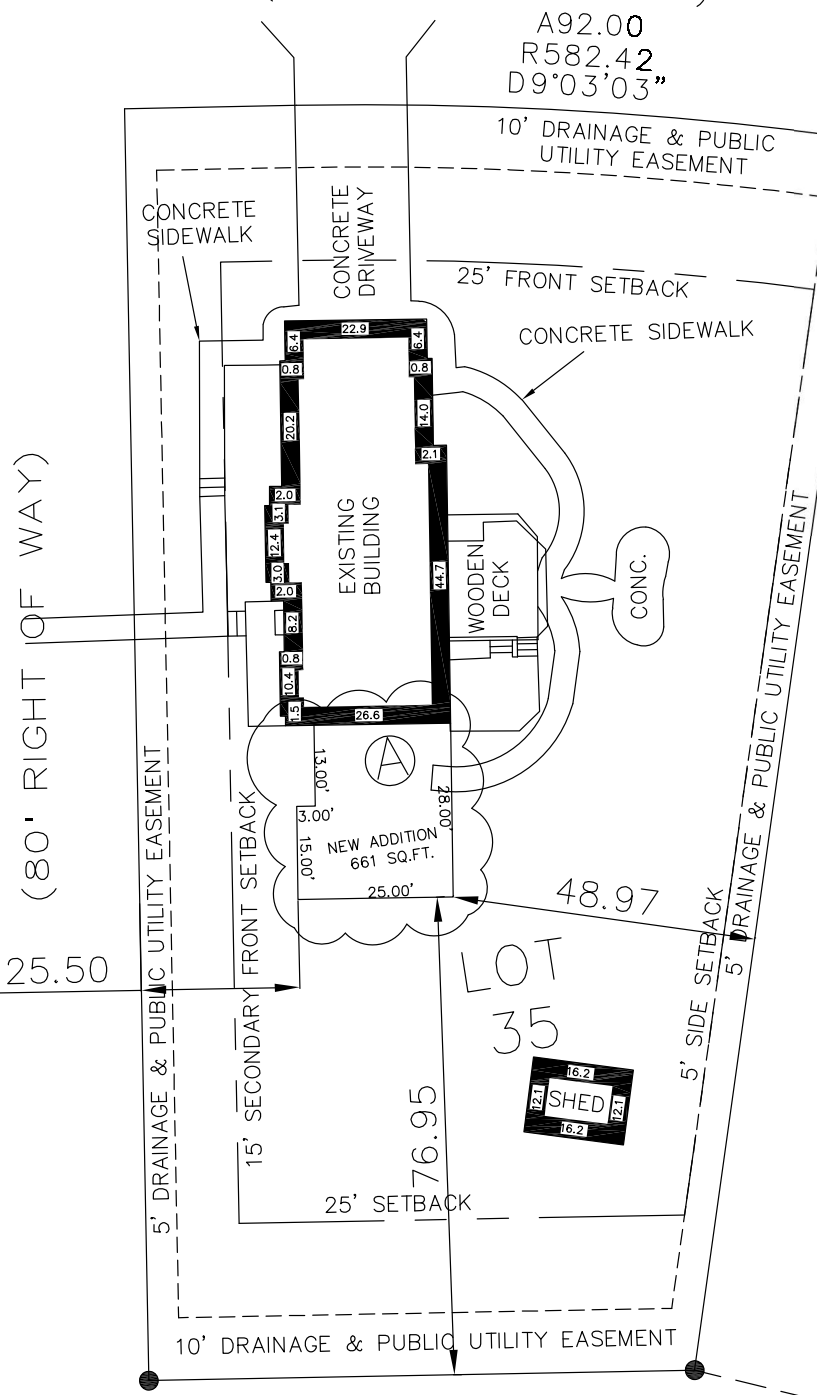 A92.00
R582.42
D9°03'03"
10' DRAINAGE & PUBLIC
UTILITY EASEMENT
CONCRETE
SIDEWALK
CONCRETE
DRIVEWAY
25' FRONT SETBACK
CONCRETE SIDEWALK
22.9
6.4
6.4
0.8
0.8
20.2
14.0
2.1
2.0
3.1
12.4
3.0
2.0
8.2
0.8
10.4
1.5
26.6
44.7
EXISTING
BUILDING
WOODEN
DECK
CONC.
(80' RIGHT OF WAY)
A
13.00'
3.00'
15.00'
28.00'
NEW ADDITION
661 SQ.FT.
25.00'
48.97
25.50
LOT
35
76.95
16.2
12.1
SHED
12.1
16.2
5' DRAINAGE & PUBLIC UTILITY EASEMENT
15' SECONDARY FRONT SETBACK
5' SIDE SETBACK
5' DRAINAGE & PUBLIC UTILITY EASEMENT
25' SETBACK
10' DRAINAGE & PUBLIC UTILITY EASEMENT